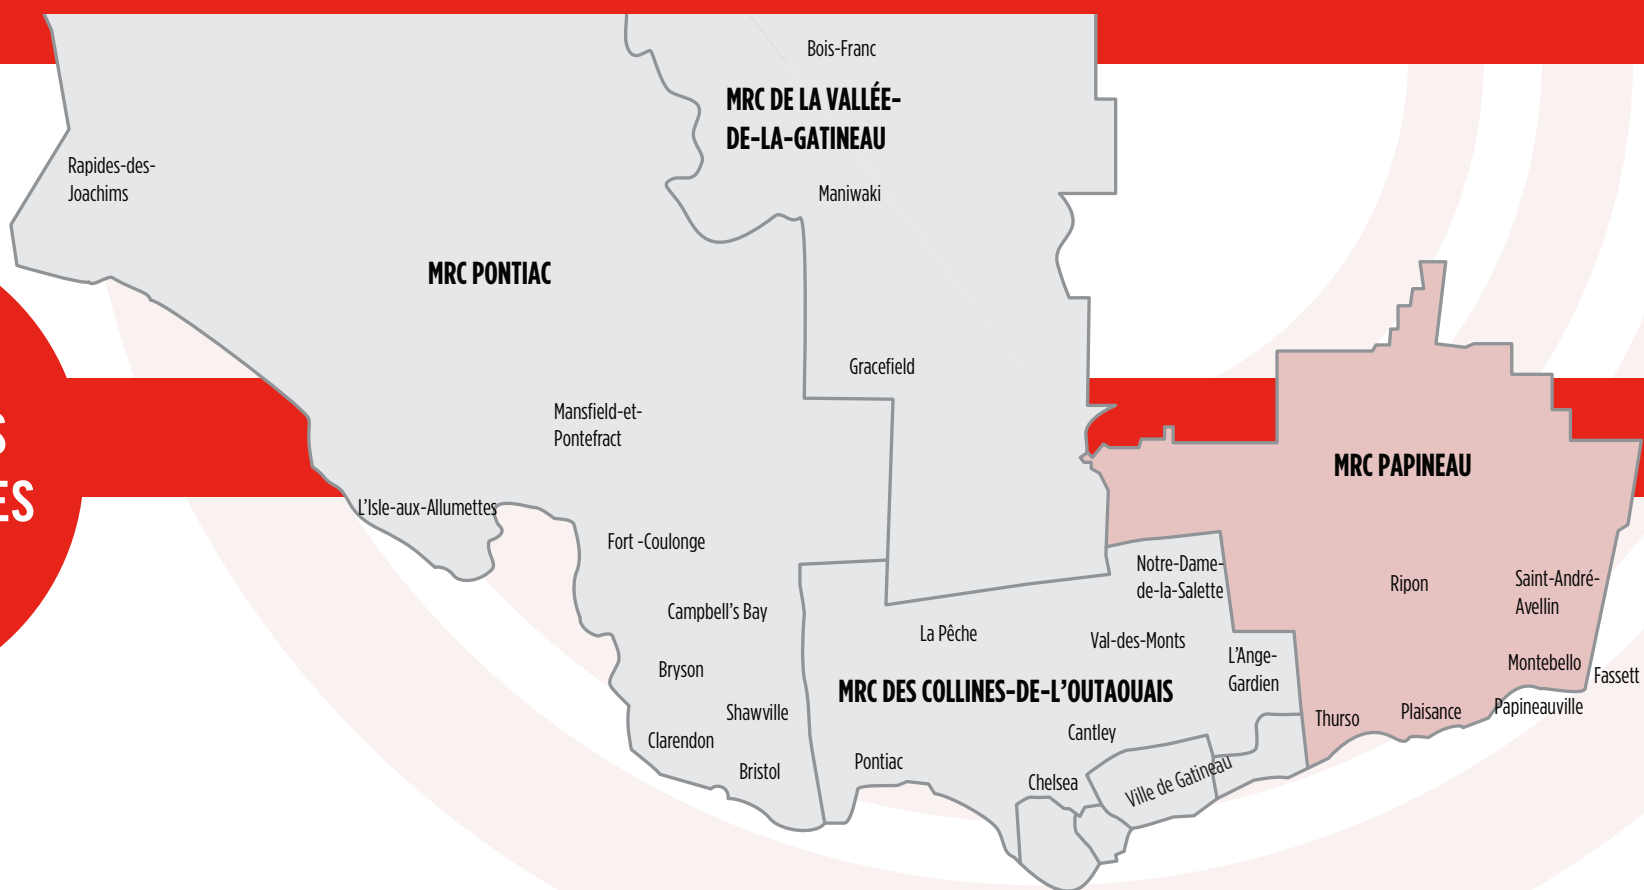 Bois-Franc
MRC DE LA VALLÉE-
DE-LA-GATINEAU
Rapides-des-
Joachims
Maniwaki
MRC PONTIAC
Gracefield
Mansfield-et-
Pontefract
S
ES
MRC PAPINEAU
L'Isle-aux-Allumettes
Fort -Coulonge
Notre-Dame-
de-la-Salette
Ripon
Saint-André-
Avellin
Campbell's Bay
La Pêche
Val-des-Monts
L'Ange-
Gardien
Montebello
Fassett
Bryson
MRC DES COLLINES-DE-L'OUTAOUAIS
Shawville
Thurso
Plaisance
Papineauville
Clarendon
Cantley
Bristol
Pontiac
Chelsea
Ville de Gatineau